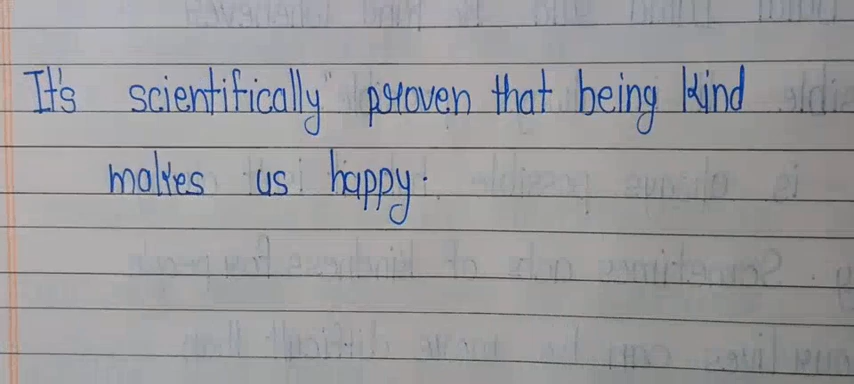 It's scientifically proven that being kind
makes us happy.